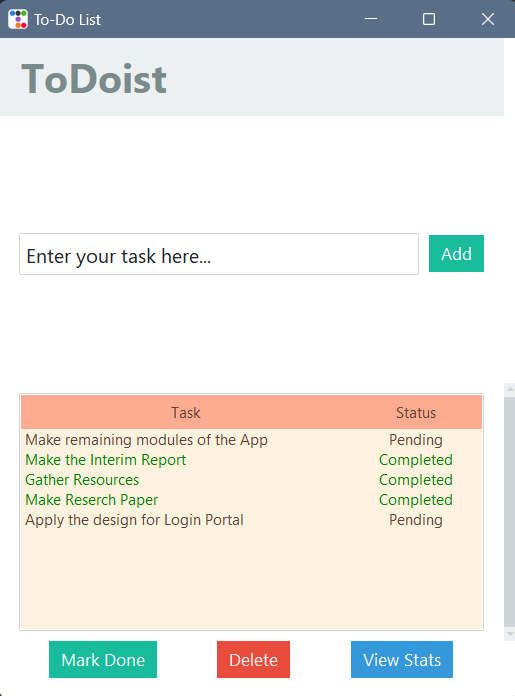 To-Do List
ToDoist
Enter your task here...
Add
Task Status
Make remaining modules of the App Pending
Make the Interim Report Completed
Gather Resources Completed
Make Reserch Paper Completed
Apply the design for Login Portal Pending
Mark Done Delete View Stats